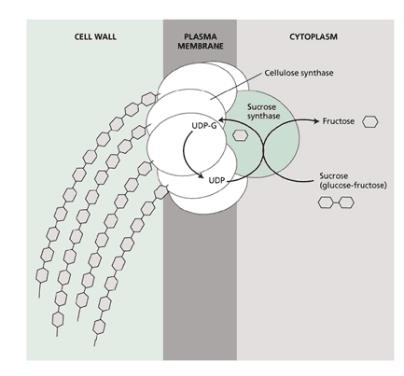 CELL WALL
PLASMA
MEMBRANE
CYTOPLASM
Cellulose synthase
Sucrose
synthase
UDP-G
Fructose
UDP
Sucrose
(glucose-fructose)